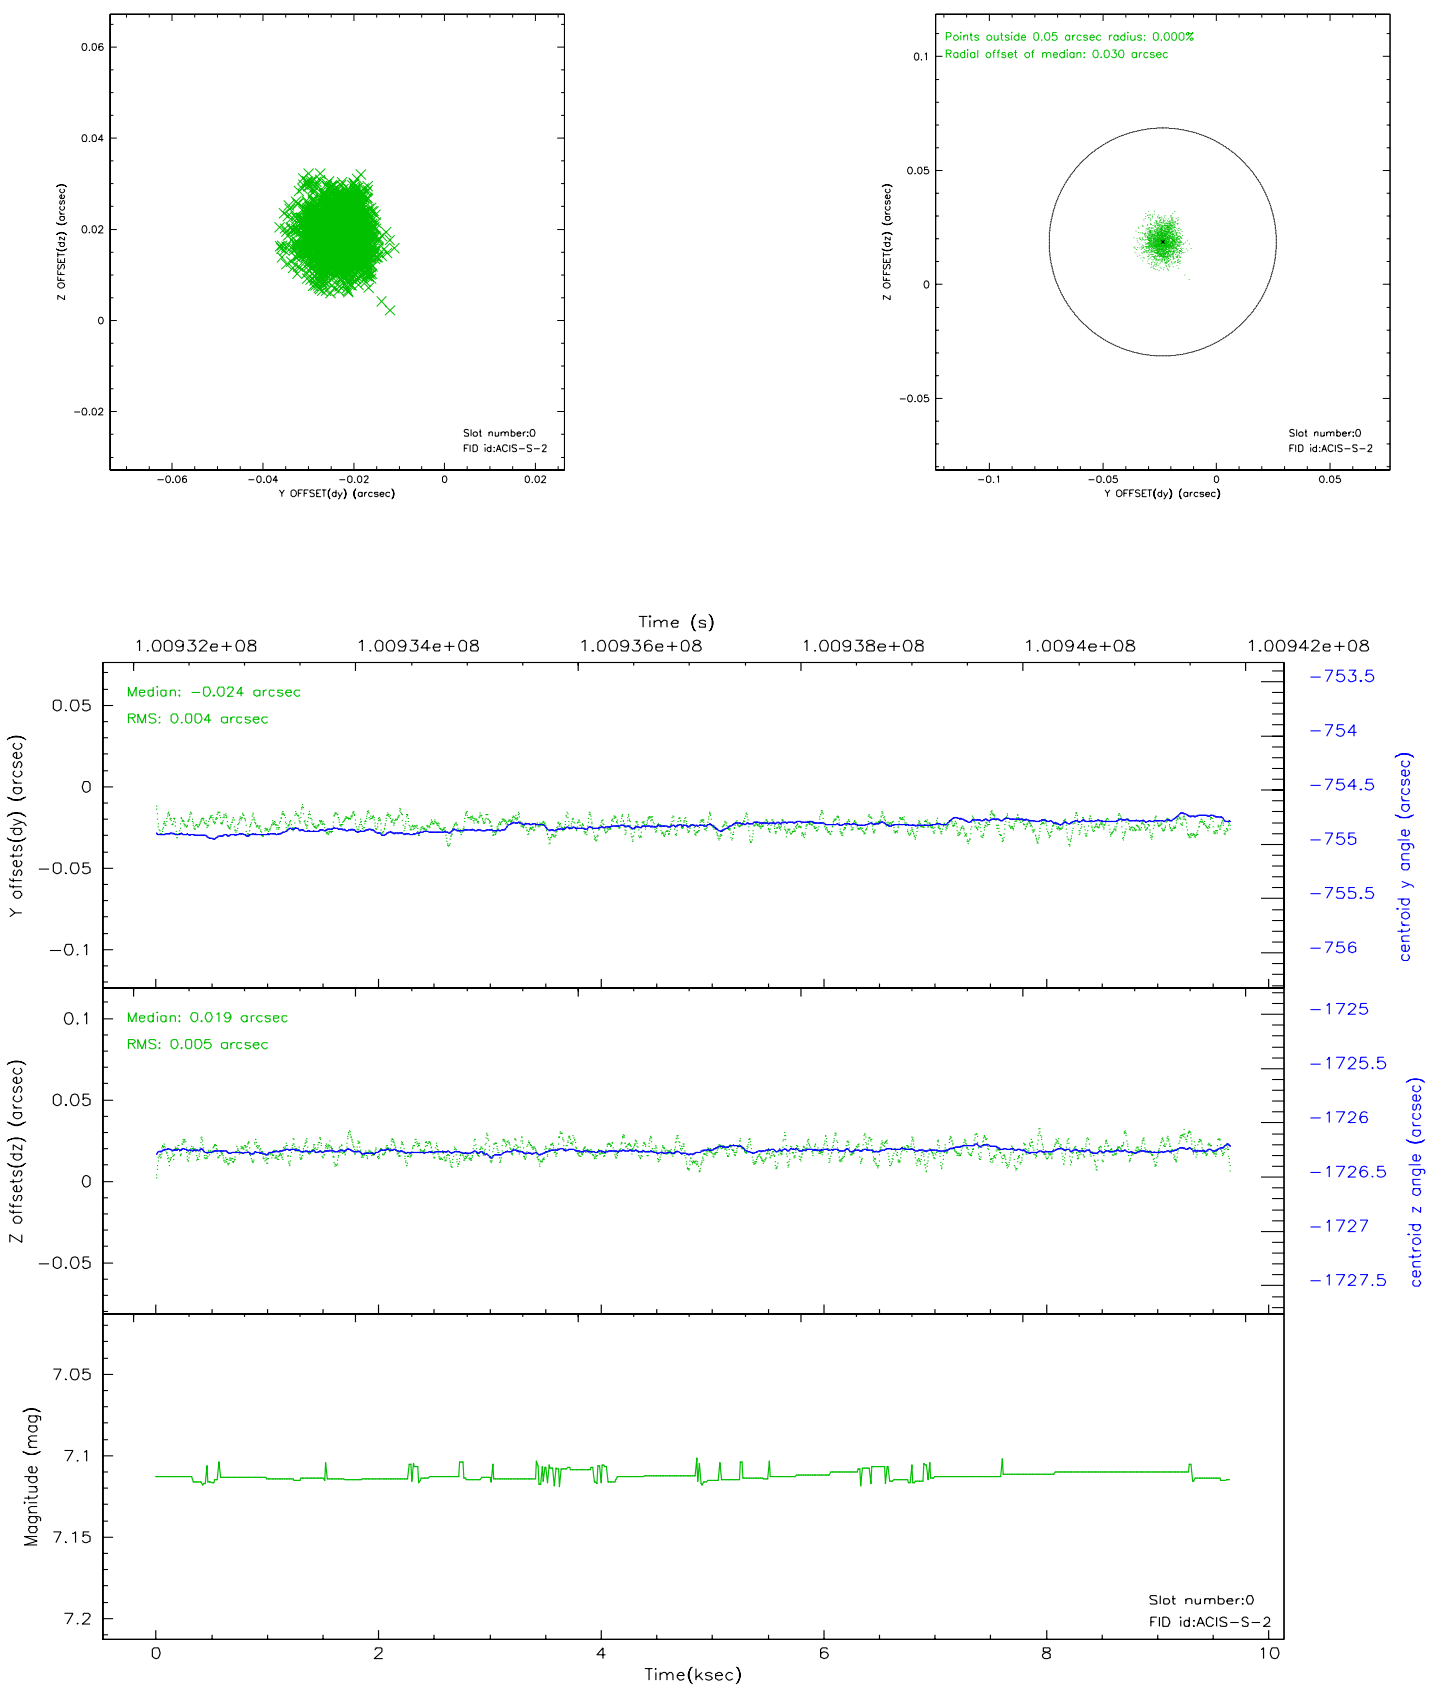 0.06
0.04
0.02
0
−0.02
Z OFFSET(dz) (arcsec)
Slot number:0
FID id:ACIS−S−2
−0.06
−0.04
−0.02
0
0.02
Y OFFSET(dy) (arcsec)
Points outside 0.05 arcsec radius: 0.000%
Radial offset of median: 0.030 arcsec
0.1
0.05
0
−0.05
Z OFFSET(dz) (arcsec)
Slot number:0
FID id:ACIS−S−2
−0.1
−0.05
0
0.05
Y OFFSET(dy) (arcsec)
Time (s)
1.00932e+08
1.00934e+08
1.00936e+08
1.00938e+08
1.0094e+08
1.00942e+08
Median: −0.024 arcsec
RMS: 0.004 arcsec
0.05
0
−0.05
−0.1
Y offsets(dy) (arcsec)
−753.5
−754
−754.5
−755
−755.5
−756
centroid y angle (arcsec)
Median: 0.019 arcsec
RMS: 0.005 arcsec
0.1
0.05
0
−0.05
Z offsets(dz) (arcsec)
−1725
−1725.5
−1726
−1726.5
−1727
−1727.5
centroid z angle (arcsec)
7.05
7.1
7.15
7.2
Magnitude (mag)
Slot number:0
FID id:ACIS−S−2
0
2
4
6
8
10
Time(ksec)